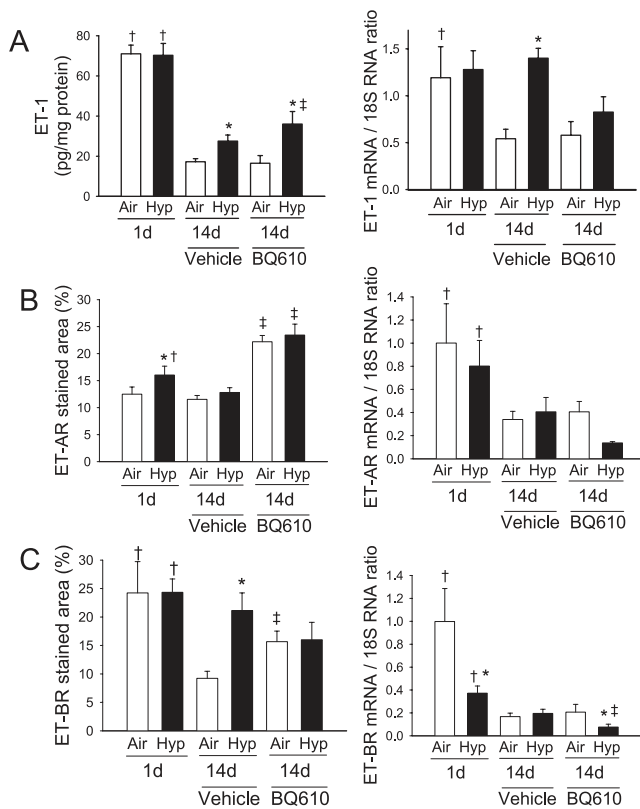 A
ET-1
(pg/mg protein)
80
60
40
20
0
† † * * ‡
Air Hyp Air Hyp Air Hyp
1d 14d 14d
Vehicle BQ610
ET-1 mRNA / 18S RNA ratio
2.0
1.5
1.0
0.5
0.0
† *
Air Hyp Air Hyp Air Hyp
1d 14d 14d
Vehicle BQ610
B
ET-AR stained area (%)
30
25
20
15
10
5
0
* † ‡ ‡
Air Hyp Air Hyp Air Hyp
1d 14d 14d
Vehicle BQ610
ET-AR mRNA / 18S RNA ratio
1.4
1.2
1.0
0.8
0.6
0.4
0.2
0.0
† †
Air Hyp Air Hyp Air Hyp
1d 14d 14d
Vehicle BQ610
C
ET-BR stained area (%)
30
25
20
15
10
5
0
† † * ‡
Air Hyp Air Hyp Air Hyp
1d 14d 14d
Vehicle BQ610
ET-BR mRNA / 18S RNA ratio
1.4
1.2
1.0
0.8
0.6
0.4
0.2
0.0
† † * * ‡
Air Hyp Air Hyp Air Hyp
1d 14d 14d
Vehicle BQ610